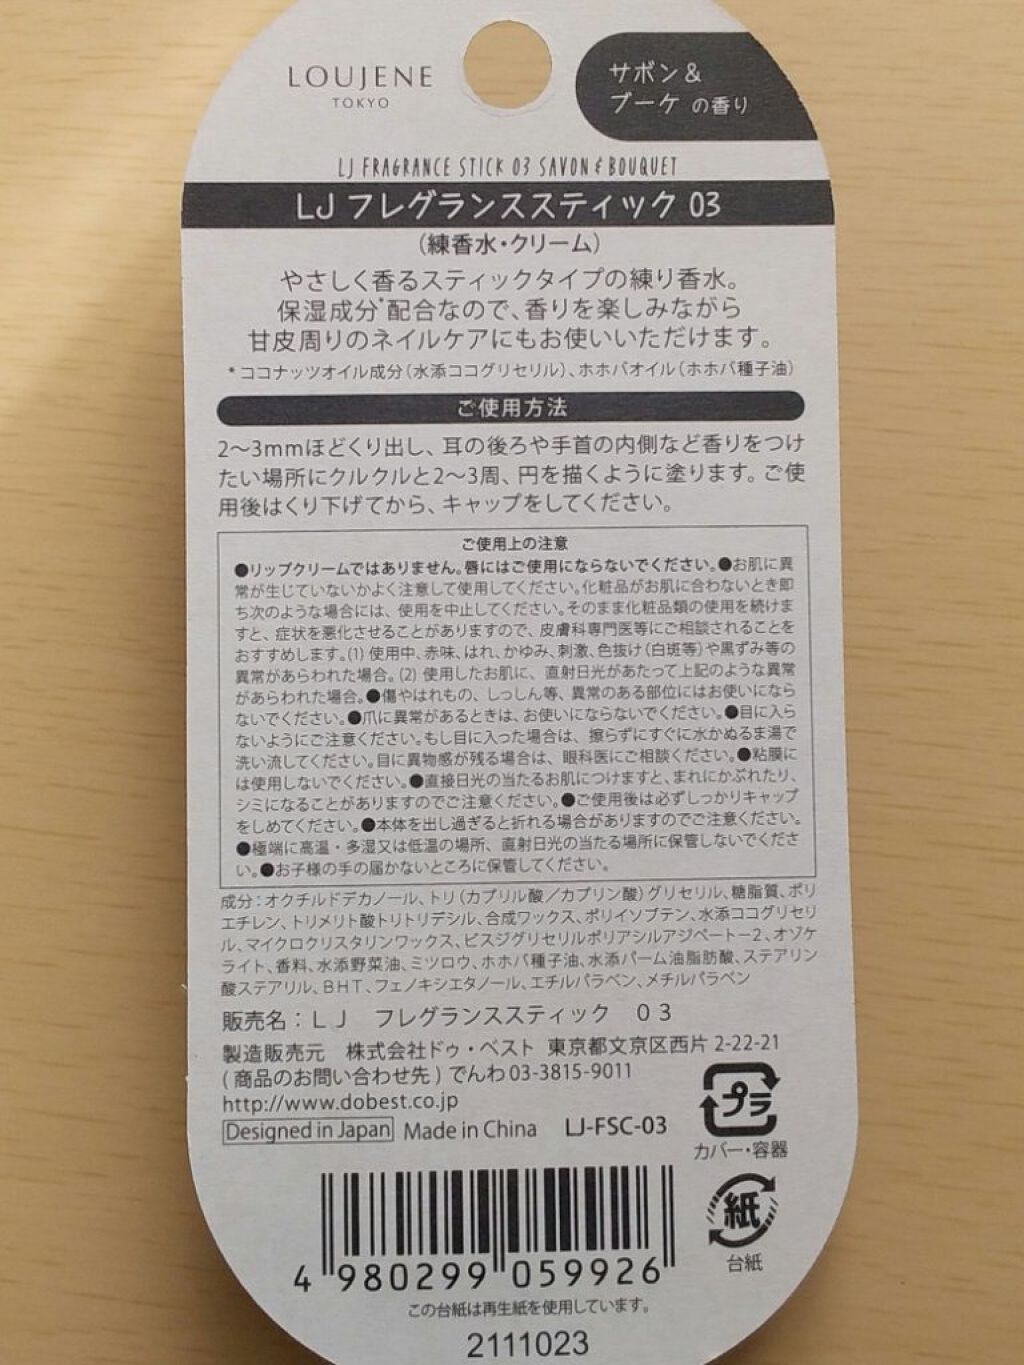 LOUJENE
TOKYO
サボン&
ブーケ の香り
LJ FRAGRANCE STICK 03 SAVON & BOUQUET
LJ フレグランススティック 03
(練香水・クリーム)
やさしく香るスティックタイプの練り香水。
保湿成分*配合なので、香りを楽しみながら
甘皮周りのネイルケアにもお使いいただけます。
*ココナッツオイル成分(水添ココグリセリル)、ホホバオイル(ホホバ種子油)
ご使用方法
2〜3mmほどくり出し、耳の後ろや手首の内側など香りをつけ
たい場所にクルクルと2〜3周、円を描くように塗ります。ご使
用後はくり下げてから、キャップをしてください。
ご使用上の注意
●リップクリームではありません。唇にはご使用にならないでください。●お肌に異
常が生じていないかよく注意して使用してください。化粧品がお肌に合わないとき即
ち次のような場合には、使用を中止してください。そのまま化粧品類の使用を続けま
すと、症状を悪化させることがありますので、皮膚科専門医等にご相談されることを
おすすめします。(1) 使用中、赤味、はれ、かゆみ、刺激、色抜け(白斑等)や黒ずみ等の
異常があらわれた場合。(2) 使用したお肌に、直射日光があたって上記のような異常
があらわれた場合。●傷やはれもの、しっしん等、異常のある部位にはお使いになら
ないでください。●爪に異常があるときは、お使いにならないでください。●目に入ら
ないようにご注意ください。もし目に入った場合は、擦らずにすぐに水かぬるま湯で
洗い流してください。目に異物感が残る場合は、眼科医にご相談ください。●粘膜に
は使用しないでください。●直接日光の当たるお肌につけますと、まれにかぶれたり、
シミになることがありますのでご注意ください。●ご使用後は必ずしっかりキャップ
をしめてください。●本体を出し過ぎると折れる場合がありますのでご注意ください。
●極端に高温・多湿又は低温の場所、直射日光の当たる場所に保管しないでくださ
い。●お子様の手の届かないところに保管してください。
成分：オクチルドデカノール、トリ(カプリル酸／カプリン酸)グリセリル、糖脂質、ポリ
エチレン、トリメリト酸トリトリデシル、合成ワックス、ポリイソブテン、水添ココグリセリ
ル、マイクロクリスタリンワックス、ビスジグリセリルポリアシルアジペート-2、オゾケ
ライト、香料、水添野菜油、ミツロウ、ホホバ種子油、水添パーム油脂肪酸、ステアリン
酸ステアリル、BHT、フェノキシエタノール、エチルパラベン、メチルパラベン
販売名：ＬＪ　フレグランススティック　０３
製造販売元　株式会社ドゥ・ベスト　東京都文京区西片 2-22-21
(商品のお問い合わせ先) でんわ 03-3815-9011
http://www.dobest.co.jp
Designed in Japan Made in China LJ-FSC-03
プラ
カバー・容器
紙
台紙
4 980299 059926
この台紙は再生紙を使用しています。
2111023